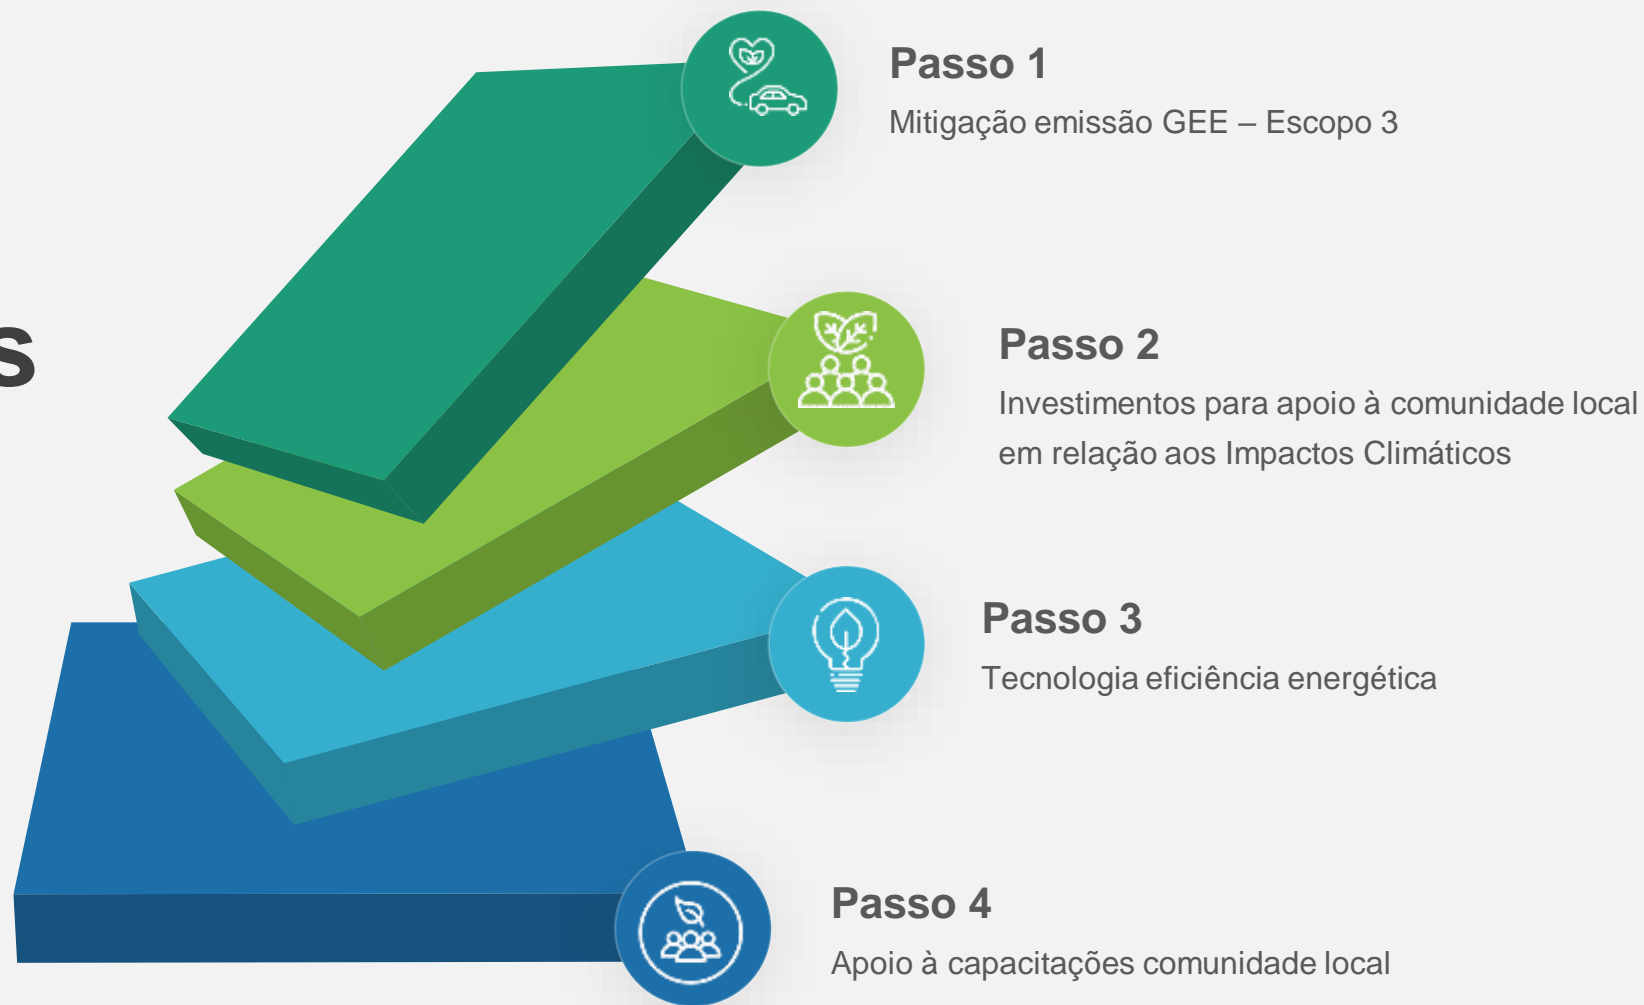 Passo 1
Mitigação emissão GEE – Escopo 3
Passo 2
Investimentos para apoio à comunidade local
em relação aos Impactos Climáticos
Passo 3
Tecnologia eficiência energética
Passo 4
Apoio à capacitações comunidade local